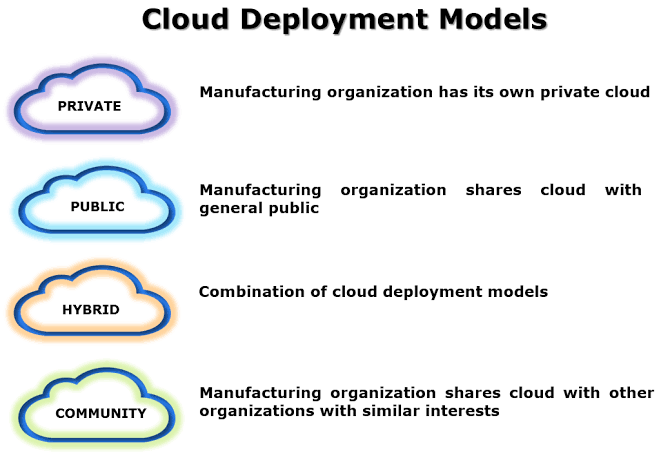 Cloud Deployment Models
PRIVATE
Manufacturing organization has its own private cloud
PUBLIC
Manufacturing organization shares cloud with
general public
HYBRID
Combination of cloud deployment models
COMMUNITY
Manufacturing organization shares cloud with other
organizations with similar interests